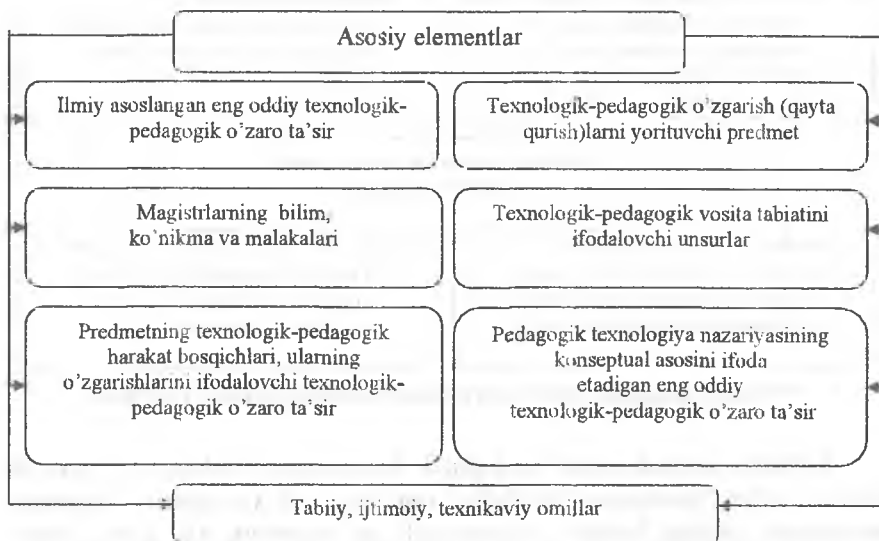 Asosiy elementlar
Ilmiy asoslangan eng oddiy texnologik-
pedagogik o'zaro ta'sir
Texnologik-pedagogik o'zgarish (qayta
qurish)larni yorituvchi predmet
Magistrlarning bilim,
ko'nikma va malakalari
Texnologik-pedagogik vosita tabiatini
ifodalovchi unsurlar
Predmetning texnologik-pedagogik
harakat bosqichlari, ularning
o'zgarishlarini ifodalovchi texnologik-
pedagogik o'zaro ta'sir
Pedagogik texnologiya nazariyasining
konseptual asosini ifoda
etadigan eng oddiy
texnologik-pedagogik o'zaro ta'sir
Tabiiy, ijtimoiy, texnikaviy omillar